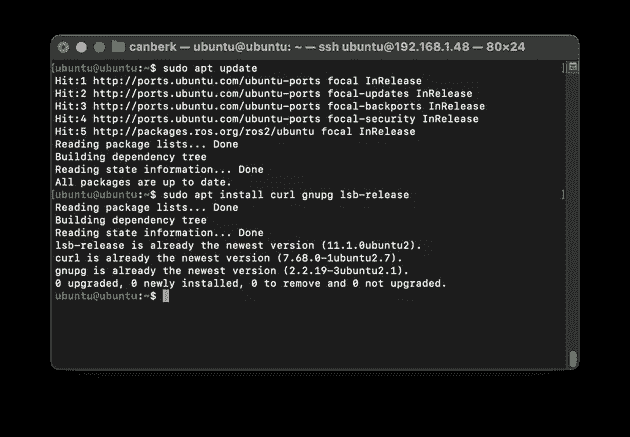 canberk — ubuntu@ubuntu: ~ — ssh ubuntu@192.168.1.48 — 80×24
[ubuntu@ubuntu:~$ sudo apt update ]
Hit:1 http://ports.ubuntu.com/ubuntu-ports focal InRelease
Hit:2 http://ports.ubuntu.com/ubuntu-ports focal-updates InRelease
Hit:3 http://ports.ubuntu.com/ubuntu-ports focal-backports InRelease
Hit:4 http://ports.ubuntu.com/ubuntu-ports focal-security InRelease
Hit:5 http://packages.ros.org/ros2/ubuntu focal InRelease
Reading package lists... Done
Building dependency tree
Reading state information... Done
All packages are up to date.
[ubuntu@ubuntu:~$ sudo apt install curl gnupg lsb-release ]
Reading package lists... Done
Building dependency tree
Reading state information... Done
lsb-release is already the newest version (11.1.0ubuntu2).
curl is already the newest version (7.68.0-1ubuntu2.7).
gnupg is already the newest version (2.2.19-3ubuntu2.1).
0 upgraded, 0 newly installed, 0 to remove and 0 not upgraded.
ubuntu@ubuntu:~$